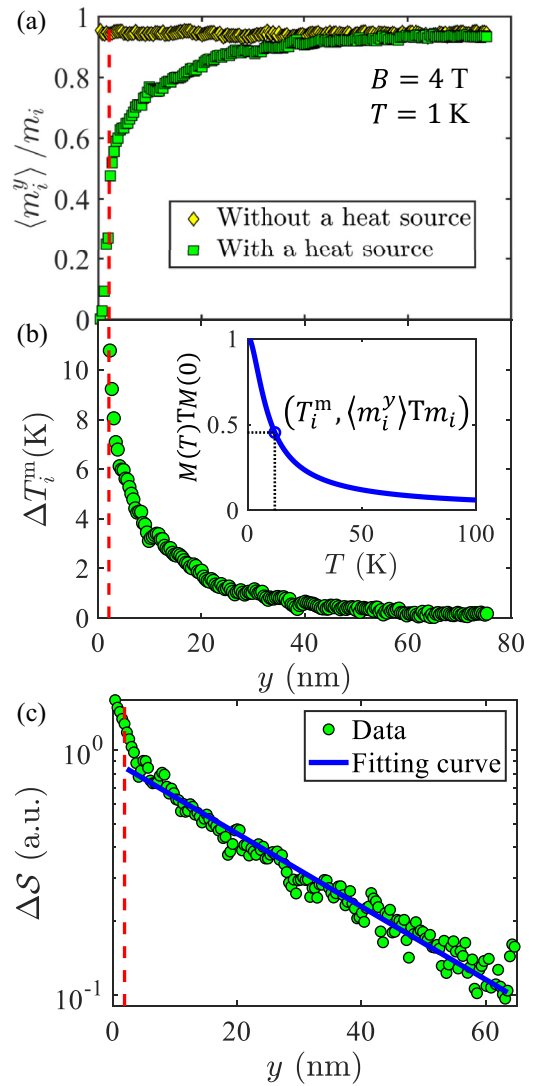 (a)
1
0.8
0.6
0.4
0.2
0
⟨m_i^y⟩/m_i
B = 4 T
T = 1 K
Without a heat source
With a heat source
(b)
10
8
6
4
2
0
ΔT_i^m(K)
1
0.5
0
M(T)TM(0)
(T_i^m, ⟨m_i^y⟩Tm_i)
0 50 100
T (K)
0 20 40 60 80
y (nm)
(c)
10^0
10^-1
ΔS (a.u.)
Data
Fitting curve
0 20 40 60
y (nm)